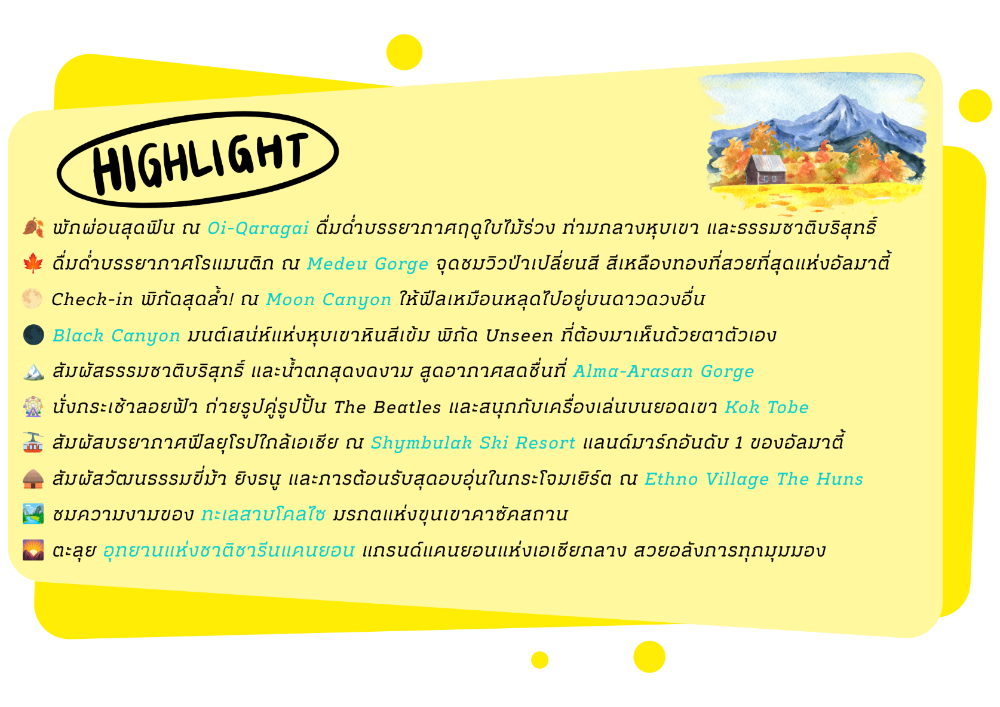 HIGHLIGHT
พักผ่อนสุดฟิน ณ Oi-Qaragai ดื่มด่ำบรรยากาศฤดูใบไม้ร่วง ท่ามกลางหุบเขา และธรรมชาติบริสุทธิ์
ดื่มด่ำบรรยากาศโรแมนติก ณ Medeu Gorge จุดชมวิวป่าเปลี่ยนสี สีเหลืองทองที่สวยที่สุดแห่งอัลมาตี้
Check-in พิกัดสุดล้ำ! ณ Moon Canyon ให้ฟีลเหมือนหลุดไปอยู่บนดาวดวงอื่น
Black Canyon มนต์เสน่ห์แห่งหุบเขาหินสีเข้ม พิกัด Unseen ที่ต้องมาเห็นด้วยตาตัวเอง
สัมผัสธรรมชาติบริสุทธิ์ และน้ำตกสุดงดงาม สูดอากาศสดชื่นที่ Alma-Arasan Gorge
นั่งกระเช้าลอยฟ้า ถ่ายรูปคู่รูปปั้น The Beatles และสนุกกับเครื่องเล่นบนยอดเขา Kok Tobe
สัมผัสบรยากาศฟีลยุโรปใกล้เอเชีย ณ Shymbulak Ski Resort แลนด์มาร์กอันดับ 1 ของอัลมาตี้
สัมผัสวัฒนธรรมขี่ม้า ยิงธนู และการต้อนรับสุดอบอุ่นในกระโจมเยิร์ต ณ Ethno Village The Huns
ชมความงามของ ทะเลสาบโคลไซ มรกตแห่งขุนเขาคาซัคสถาน
ตะลุย อุทยานแห่งชาติชารีนแคนยอน แกรนด์แคนยอนแห่งเอเชียกลาง สวยอลังการทุกมุมมอง